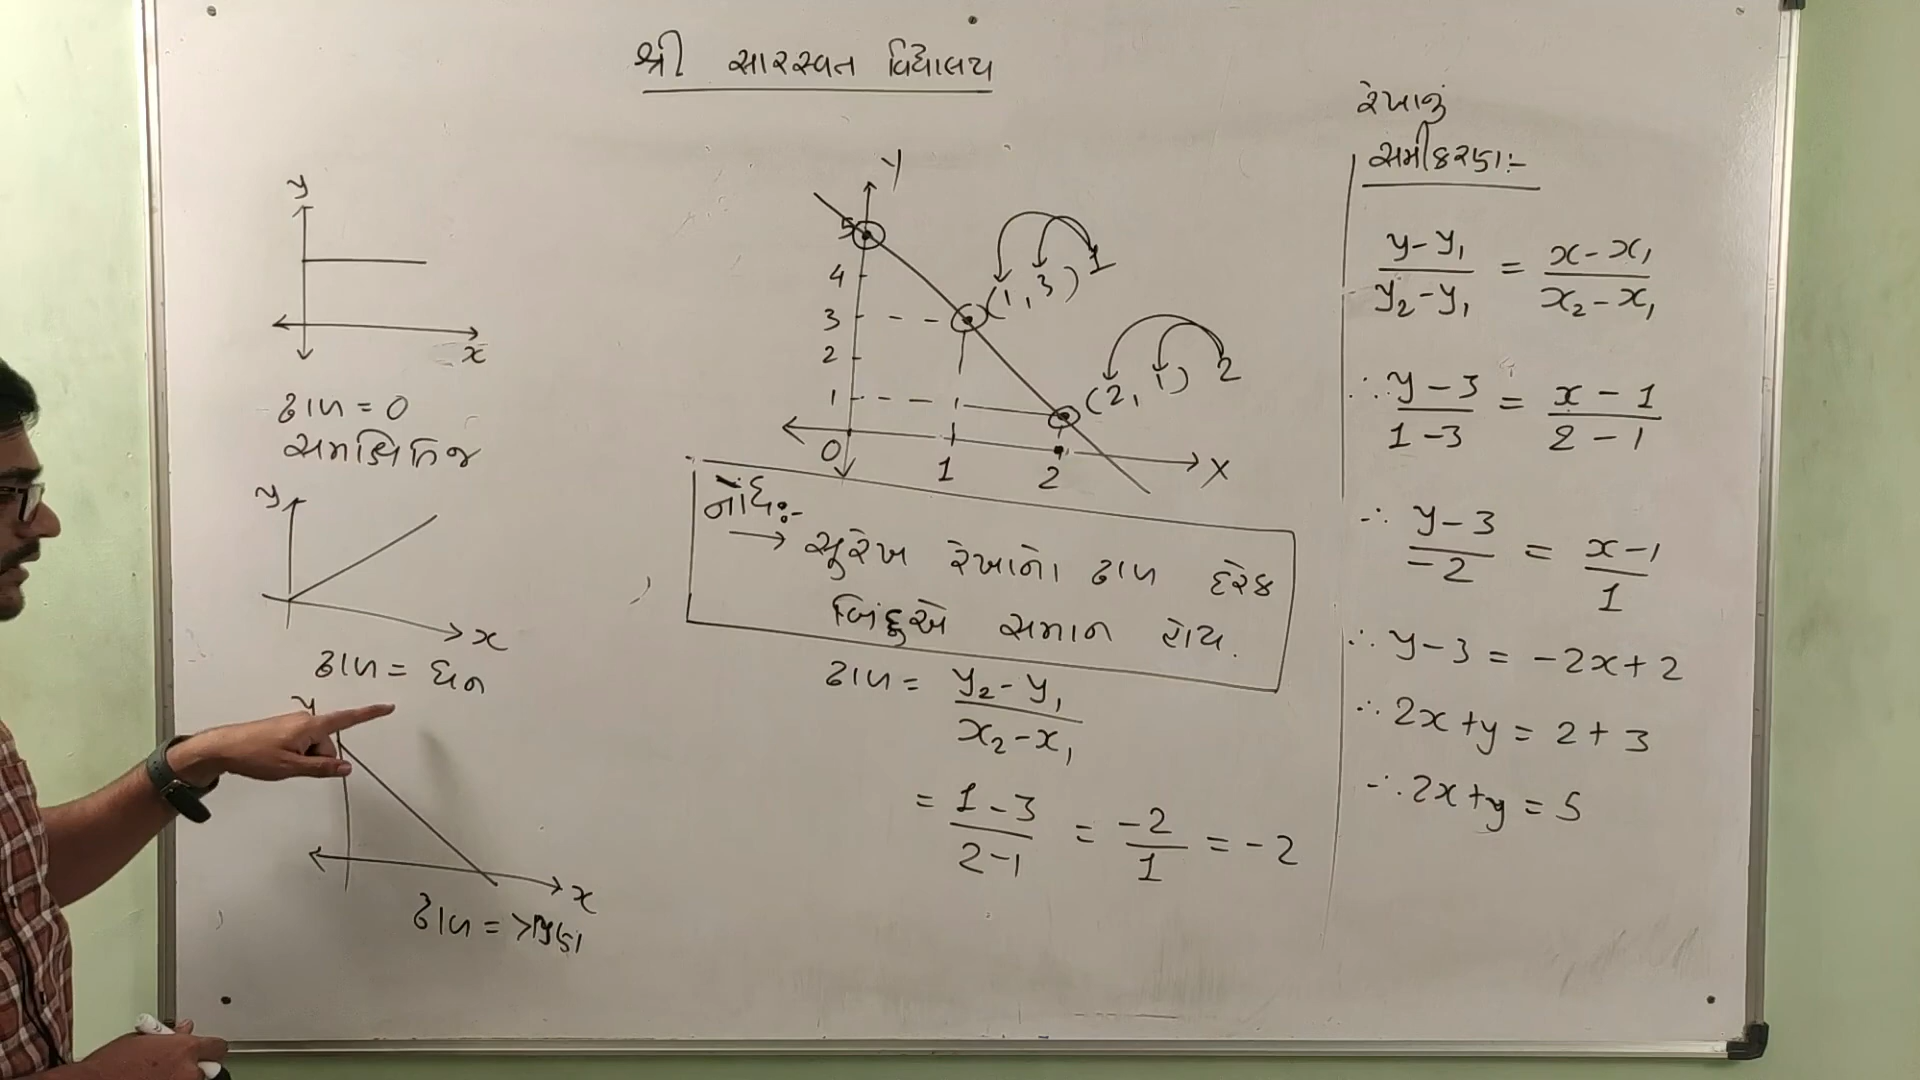 શ્રી સારસ્વત વિદ્યાલય
y
x
ઢાળ = 0
સમક્ષિતિજ
y
x
ઢાળ = ધન
y
x
ઢાળ = ઋણ
Y
5
4
3
2
1
0
1
2
X
(1, 3) 1
(2, 1) 2
નોંધ:-
→ સુરેખ રેખાનો ઢાળ દરેક
બિંદુએ સમાન હોય.
ઢાળ = y₂ - y₁ / x₂ - x₁
= 1 - 3 / 2 - 1 = -2 / 1 = -2
રેખાનું
સમીકરણ:-
y - y₁ / y₂ - y₁ = x - x₁ / x₂ - x₁
∴ y - 3 / 1 - 3 = x - 1 / 2 - 1
∴ y - 3 / -2 = x - 1 / 1
∴ y - 3 = -2x + 2
∴ 2x + y = 2 + 3
∴ 2x + y = 5